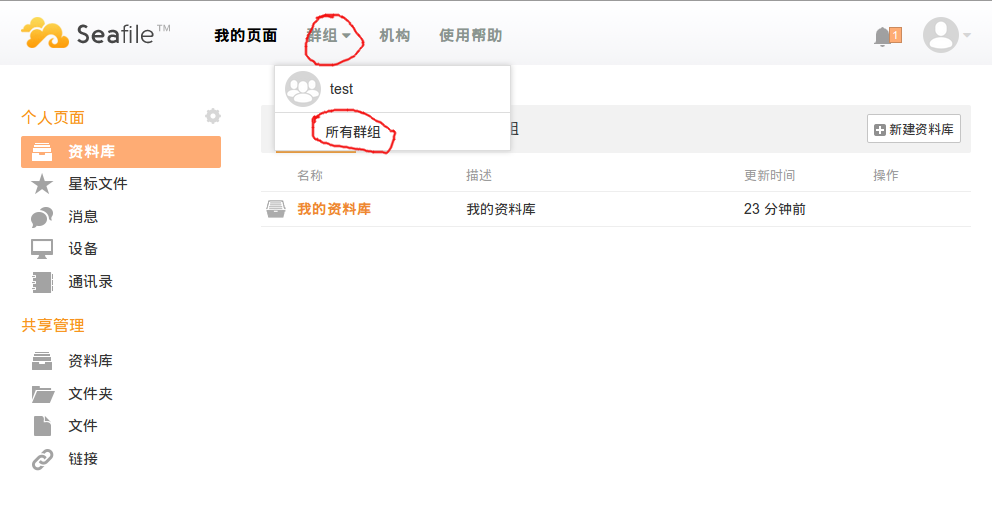 Seafile™ 我的页面 群组 机构 使用帮助 1
test
所有群组
个人页面
资料库
星标文件
消息
设备
通讯录
共享管理
资料库
文件夹
文件
链接
组 新建资料库
名称 描述 更新时间 操作
我的资料库 我的资料库 23 分钟前